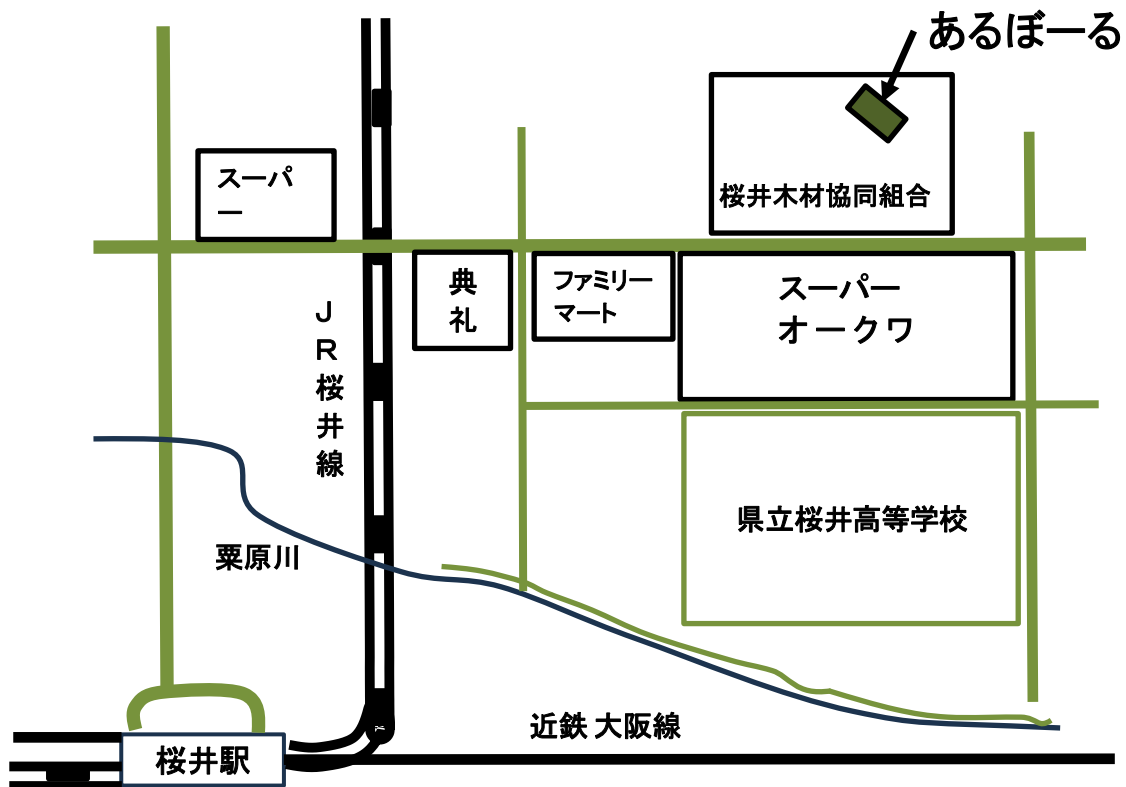 あるぼーる
スーパ
ー
桜井木材協同組合
典
礼
ファミリー
マート
スーパー
オークワ
ＪＲ桜井線
県立桜井高等学校
粟原川
近鉄 大阪線
桜井駅